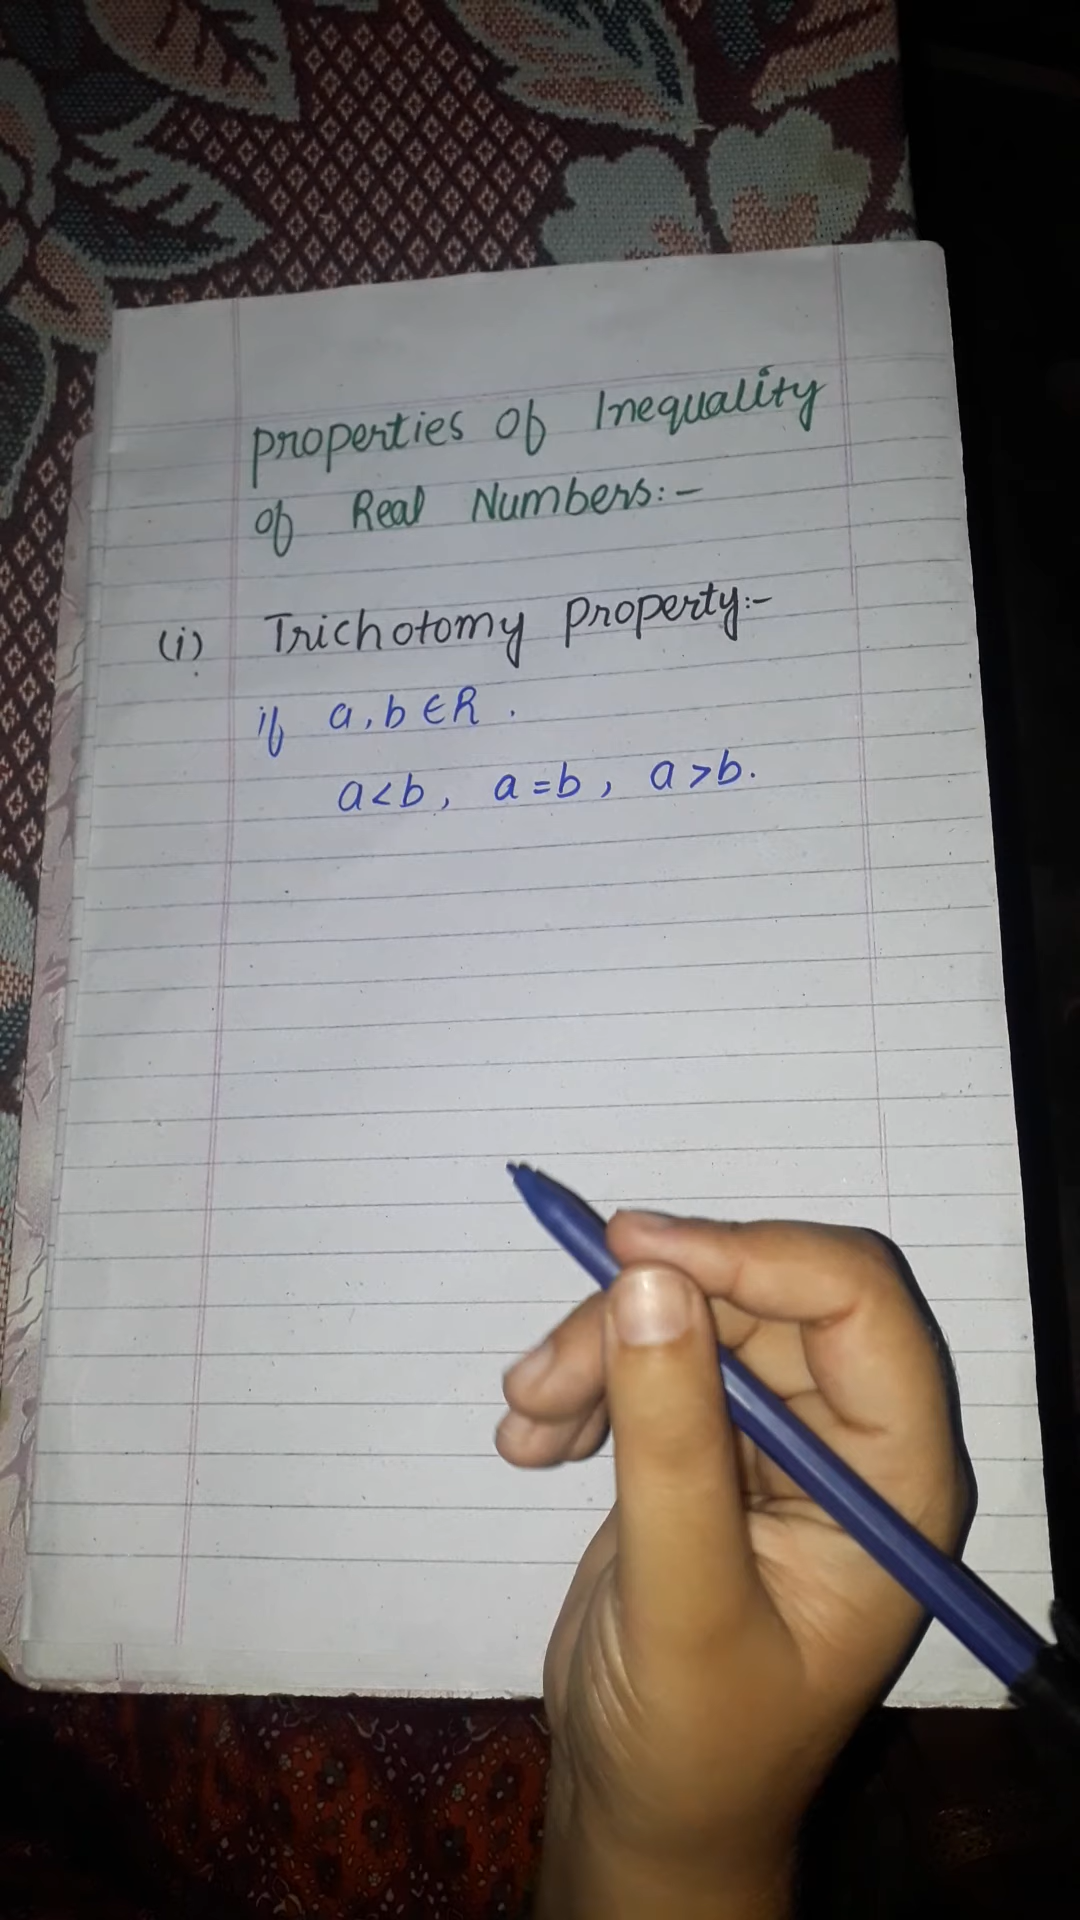 Properties of Inequality
of Real Numbers:-
(i) Trichotomy Property:-
if a, b ∈ R.
a<b, a=b, a>b.